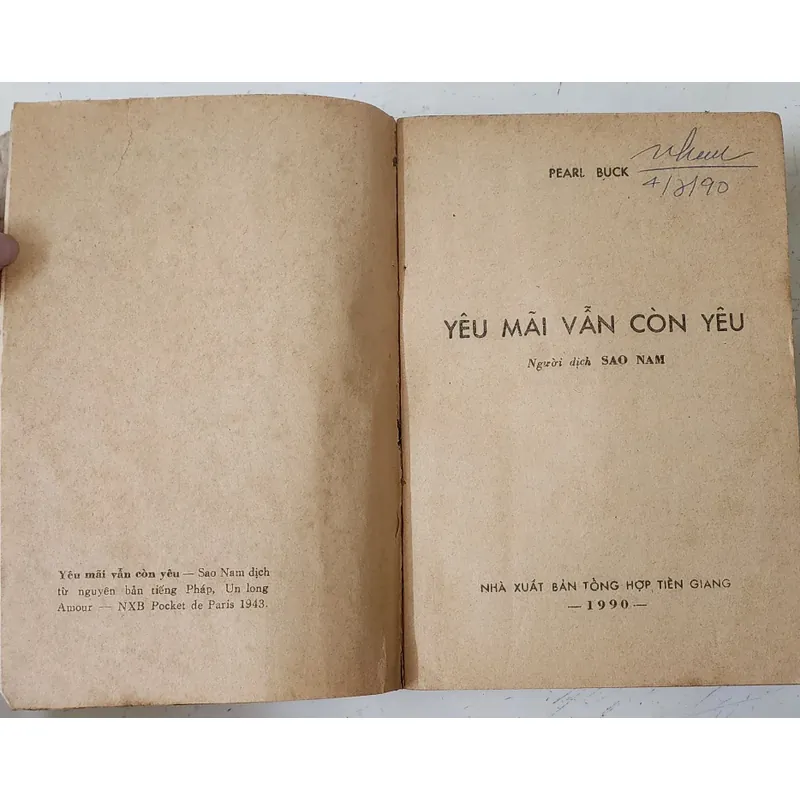 Yêu mãi vẫn còn yêu — Sao Nam dịch
từ nguyên bản tiếng Pháp, Un long
Amour — NXB Pocket de Paris 1943.
PEARL BUCK
4/2/90
YÊU MÃI VẪN CÒN YÊU
Người dịch SAO NAM
NHÀ XUẤT BẢN TỔNG HỢP TIỀN GIANG
— 1990 —